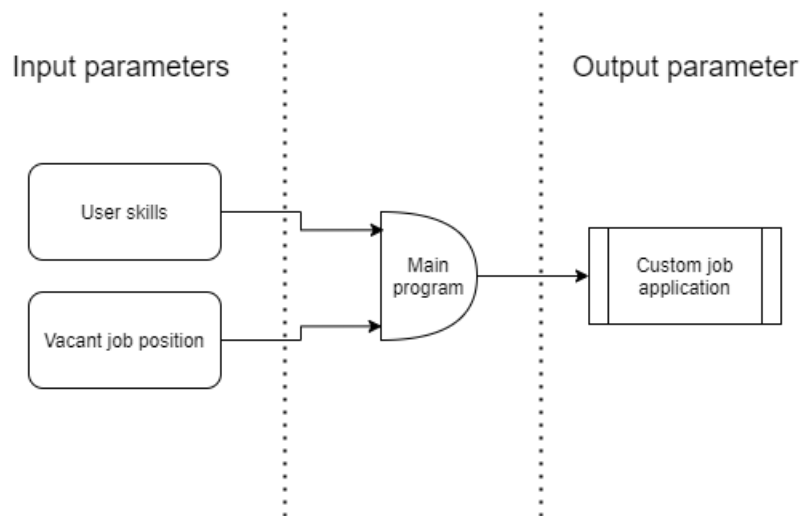 Input parameters
Output parameter
User skills
Vacant job position
Main
program
Custom job
application